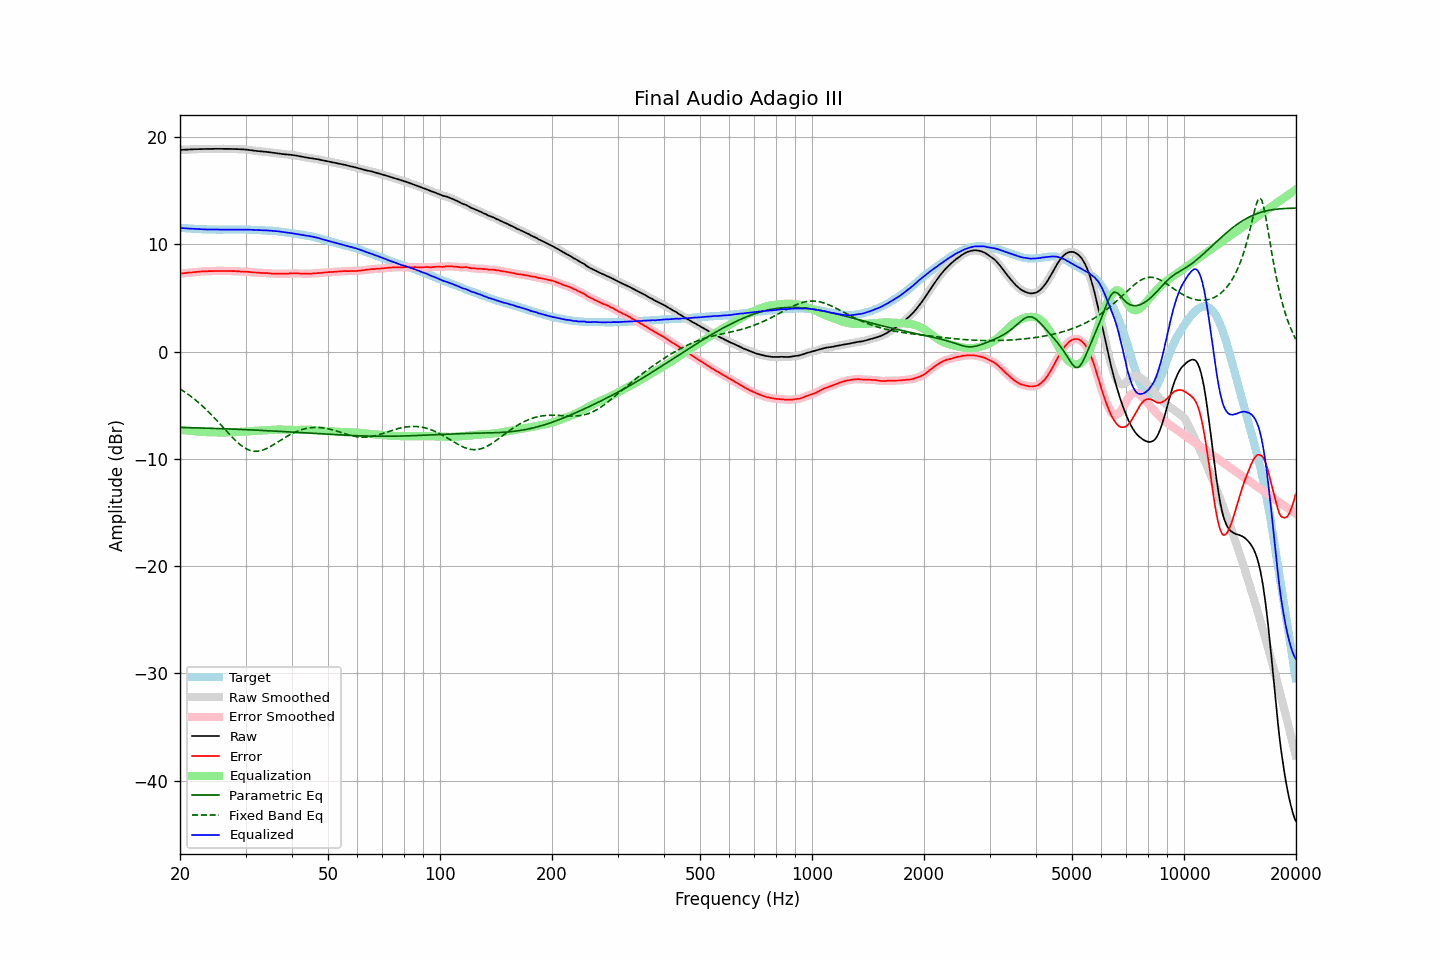 Final Audio Adagio III
20
10
0
−10
−20
−30
−40
Amplitude (dBr)
Target
Raw Smoothed
Error Smoothed
Raw
Error
Equalization
Parametric Eq
Fixed Band Eq
Equalized
20 50 100 200 500 1000 2000 5000 10000 20000
Frequency (Hz)